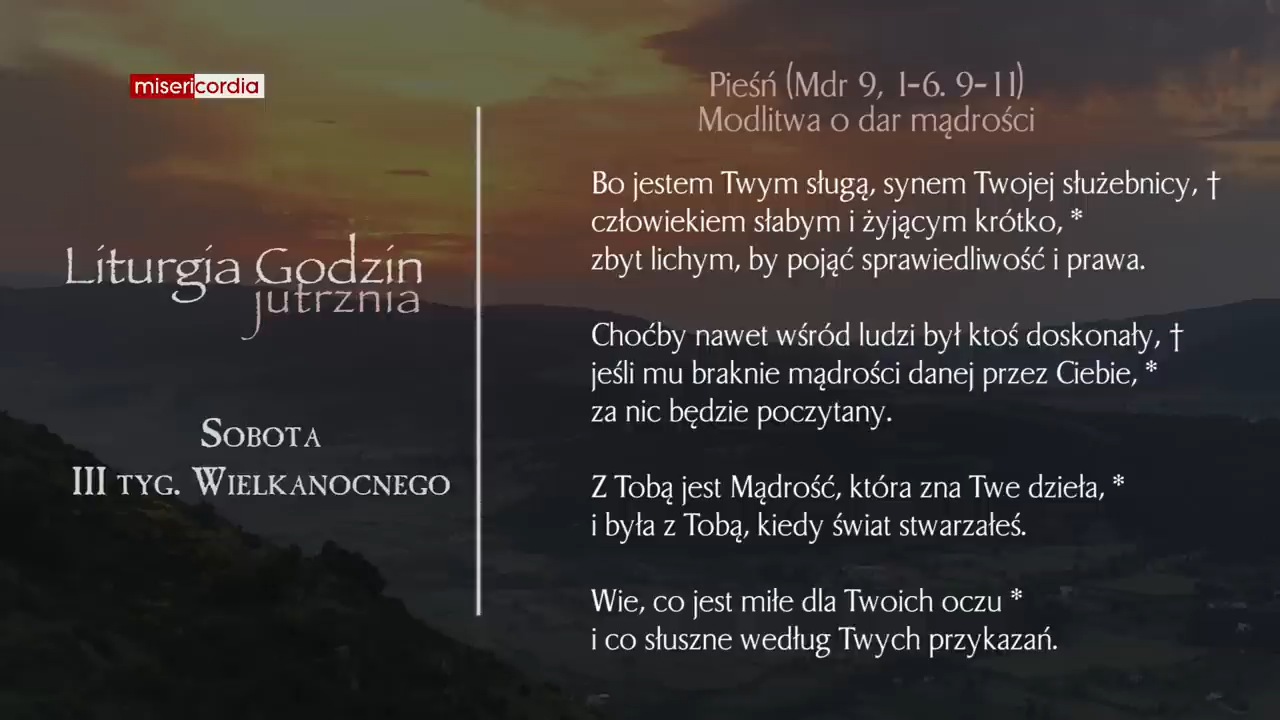 misericordia
Liturgia Godzin
jutrznia
Sobota
III tyg. Wielkanocnego
Pieśń (Mdr 9, 1-6. 9-11)
Modlitwa o dar mądrości
Bo jestem Twym sługą, synem Twojej służebnicy, †
człowiekiem słabym i żyjącym krótko, *
zbyt lichym, by pojąć sprawiedliwość i prawa.
Choćby nawet wśród ludzi był ktoś doskonały, †
jeśli mu braknie mądrości danej przez Ciebie, *
za nic będzie poczytany.
Z Tobą jest Mądrość, która zna Twe dzieła, *
i była z Tobą, kiedy świat stwarzałeś.
Wie, co jest miłe dla Twoich oczu *
i co słuszne według Twych przykazań.